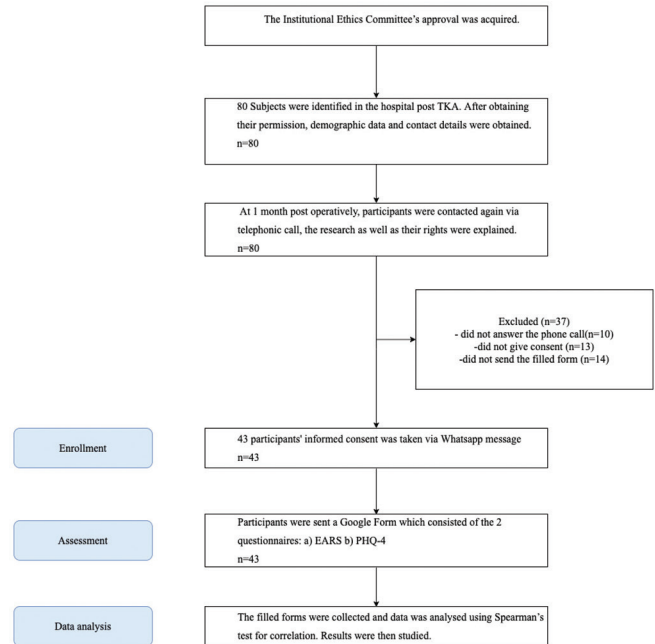 The Institutional Ethics Committee's approval was acquired.
80 Subjects were identified in the hospital post TKA. After obtaining
their permission, demographic data and contact details were obtained.
n=80
At 1 month post operatively, participants were contacted again via
telephonic call, the research as well as their rights were explained.
n=80
Excluded (n=37)
- did not answer the phone call(n=10)
-did not give consent (n=13)
-did not send the filled form (n=14)
Enrollment
43 participants' informed consent was taken via Whatsapp message
n=43
Assessment
Participants were sent a Google Form which consisted of the 2
questionnaires: a) EARS b) PHQ-4
n=43
Data analysis
The filled forms were collected and data was analysed using Spearman's
test for correlation. Results were then studied.